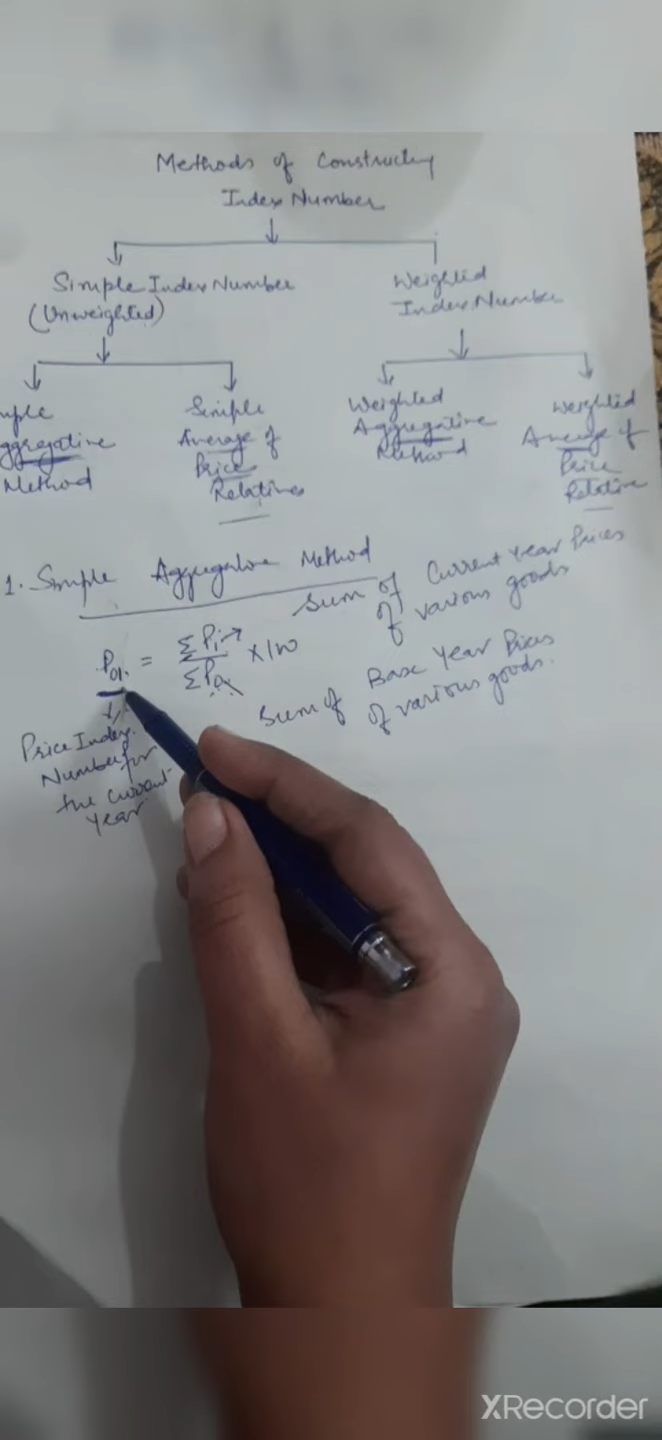 Methods of Constructing
Index Number
Simple Index Number
(Unweighted)
Weighted
Index Number
mple
ggregative
Method
Simple
Average of
Price
Relatives
Weighted
Aggregative
Method
Weighted
Average of
Price
Relative
1. Simple Aggregative Method
P01 = ΣP1 / ΣP0 × 100
Sum of Current Year Prices
of various goods
Sum of Base Year Prices
of various goods.
Price Index
Number for
the current
Year
XRecorder